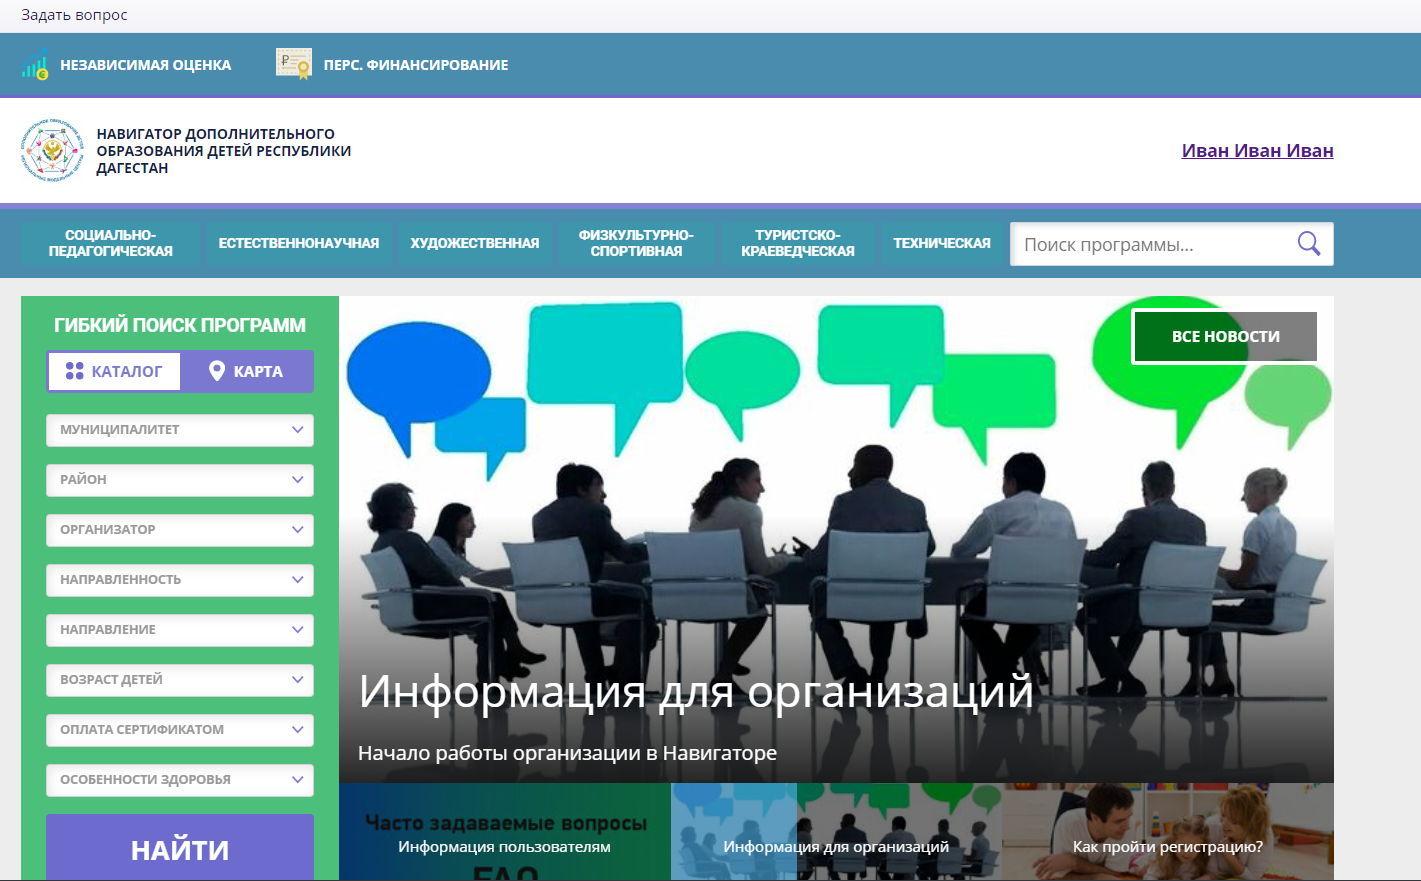 Задать вопрос
НЕЗАВИСИМАЯ ОЦЕНКА
ПЕРС. ФИНАНСИРОВАНИЕ
НАВИГАТОР ДОПОЛНИТЕЛЬНОГО
ОБРАЗОВАНИЯ ДЕТЕЙ РЕСПУБЛИКИ
ДАГЕСТАН
Иван Иван Иван
СОЦИАЛЬНО-
ПЕДАГОГИЧЕСКАЯ
ЕСТЕСТВЕННОНАУЧНАЯ
ХУДОЖЕСТВЕННАЯ
ФИЗКУЛЬТУРНО-
СПОРТИВНАЯ
ТУРИСТСКО-
КРАЕВЕДЧЕСКАЯ
ТЕХНИЧЕСКАЯ
Поиск программы...
ГИБКИЙ ПОИСК ПРОГРАММ
КАТАЛОГ
КАРТА
МУНИЦИПАЛИТЕТ
РАЙОН
ОРГАНИЗАТОР
НАПРАВЛЕННОСТЬ
НАПРАВЛЕНИЕ
ВОЗРАСТ ДЕТЕЙ
ОПЛАТА СЕРТИФИКАТОМ
ОСОБЕННОСТИ ЗДОРОВЬЯ
НАЙТИ
ВСЕ НОВОСТИ
Информация для организаций
Начало работы организации в Навигаторе
Часто задаваемые вопросы
Информация пользователям
FAQ
Информация для организаций
Как пройти регистрацию?